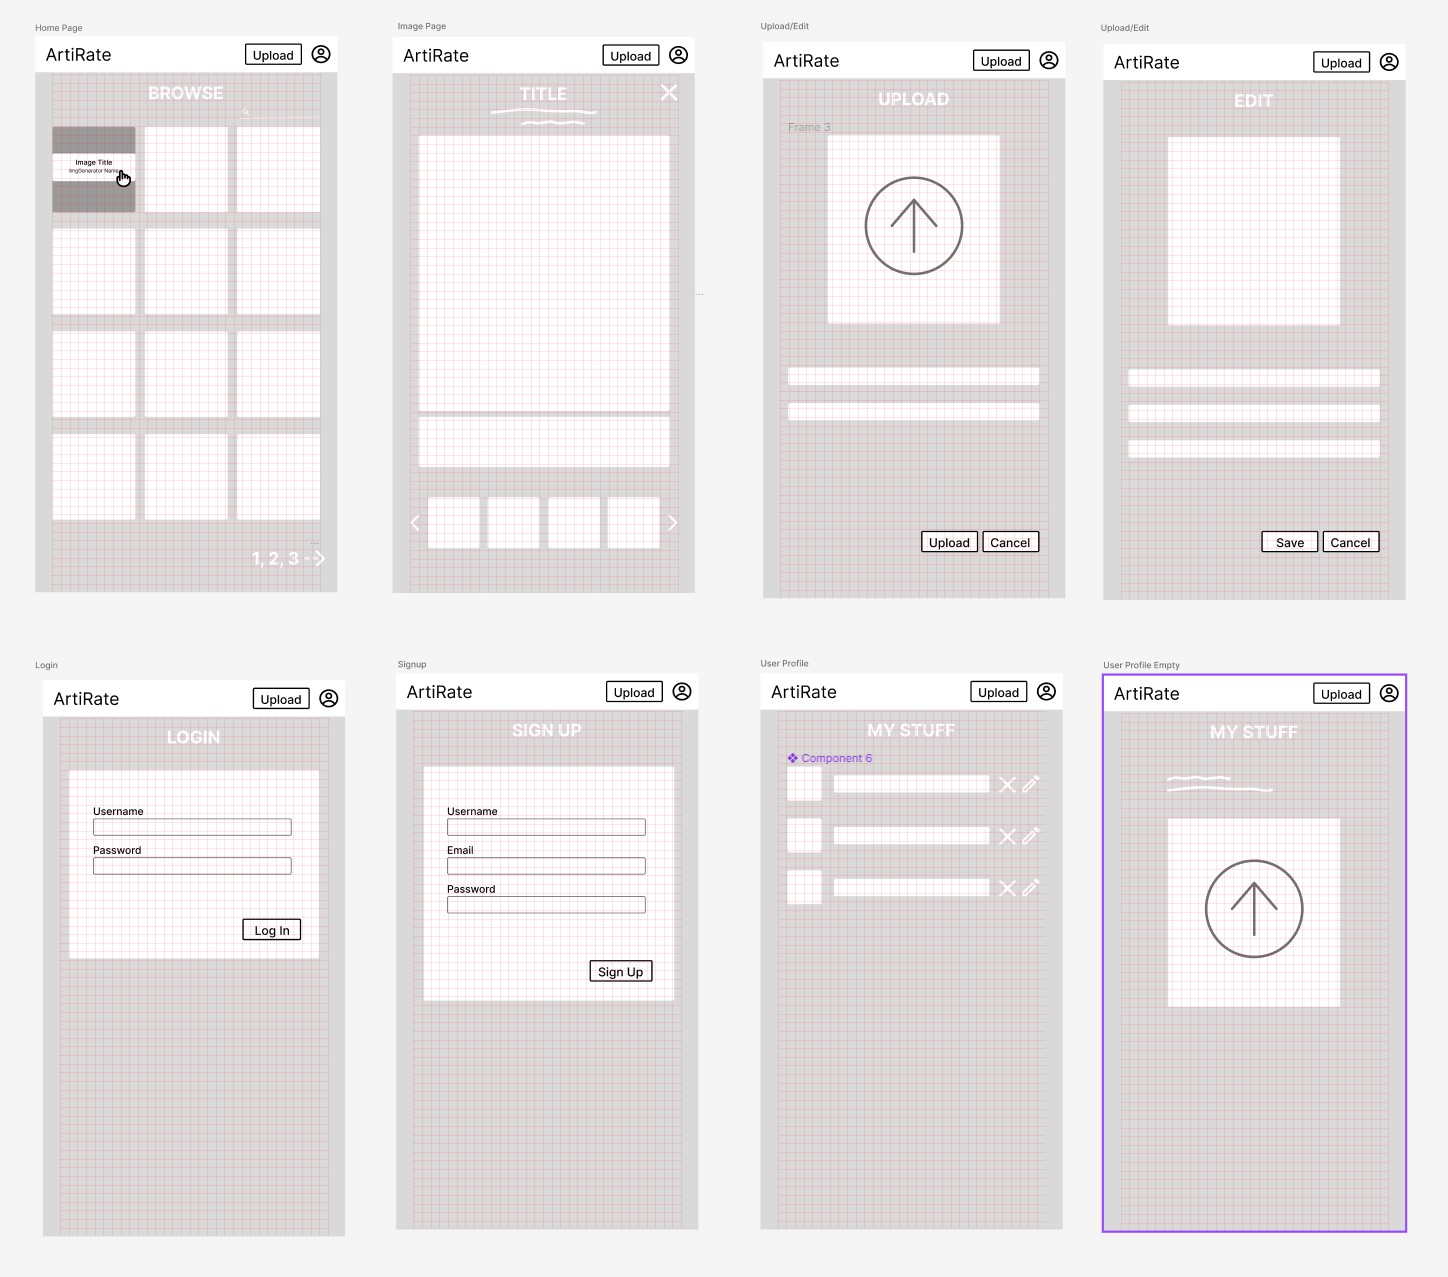 Home Page
ArtiRate
Upload
BROWSE
Image Title
ImgGenerator Name
...
1, 2, 3 -->
Image Page
ArtiRate
Upload
TITLE
...
Upload/Edit
ArtiRate
Upload
UPLOAD
Frame 3
Upload
Cancel
Upload/Edit
ArtiRate
Upload
EDIT
Save
Cancel
Login
ArtiRate
Upload
LOGIN
Username
Password
Log In
Signup
ArtiRate
Upload
SIGN UP
Username
Email
Password
Sign Up
User Profile
ArtiRate
Upload
MY STUFF
Component 6
User Profile Empty
ArtiRate
Upload
MY STUFF